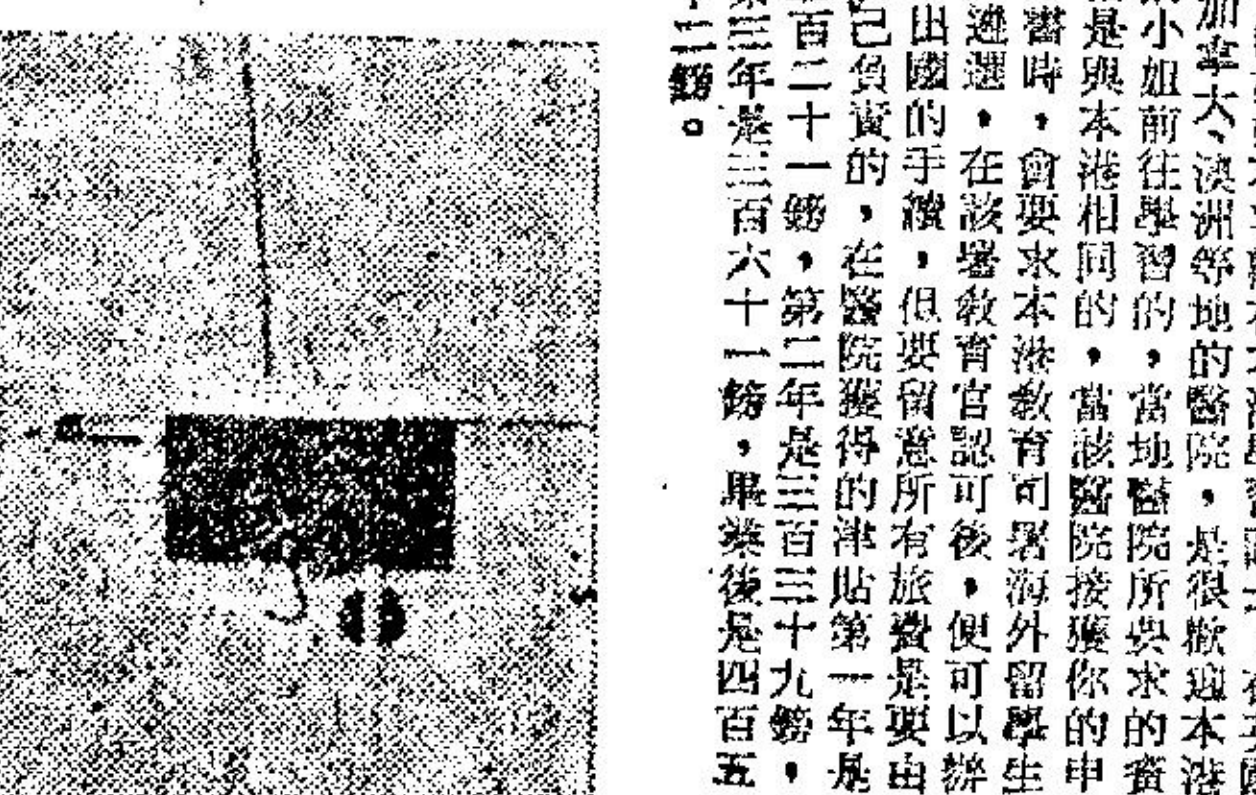 加拿大、澳洲等地的醫院，是很歡迎本港
小姐前往學習的，當地醫院所要求的資
是與本港相同的，當該醫院接獲你的申
書時，會要求本港教育司署海外留學生
遴選，在該署教育官認可後，便可以辦
出國的手續，但要留意所有旅費是要由
己負責的，在醫院獲得的津貼第一年是
百二十一鎊，第二年是三百三十九鎊，
第三年是三百六十一鎊，畢業後是四百五
十二鎊。